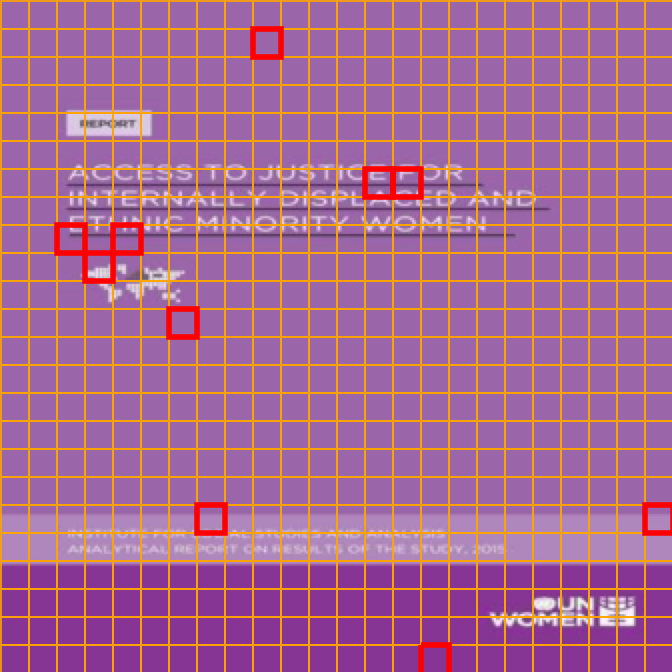 REPORT
ACCESS TO JUSTICE FOR
INTERNALLY DISPLACED AND
ETHNIC MINORITY WOMEN
INSTITUTE FOR SOCIAL STUDIES AND ANALYSIS
ANALYTICAL REPORT ON RESULTS OF THE STUDY, 2015
UN
WOMEN